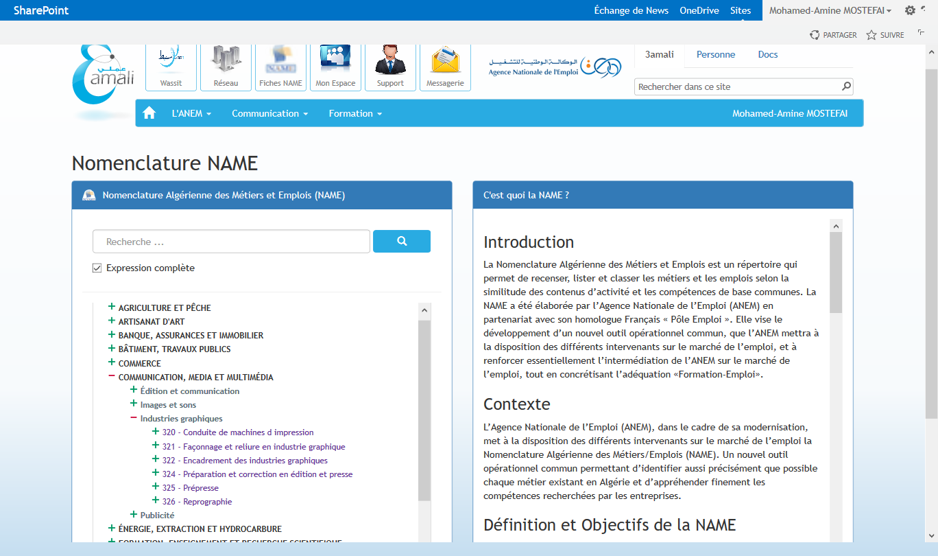 SharePoint
Échange de News OneDrive Sites
Mohamed-Amine MOSTEFAI
PARTAGER SUIVRE
عملي
3amali
Wassit
Réseau
Fiches NAME
Mon Espace
Support
Messagerie
الوكالة الوطنية للتشغيل
Agence Nationale de l'Emploi
3amali Personne Docs
Rechercher dans ce site
L'ANEM Communication Formation
Mohamed-Amine MOSTEFAI
Nomenclature NAME
Nomenclature Algérienne des Métiers et Emplois (NAME)
Recherche ...
Expression complète
AGRICULTURE ET PÊCHE
ARTISANAT D'ART
BANQUE, ASSURANCES ET IMMOBILIER
BÂTIMENT, TRAVAUX PUBLICS
COMMERCE
COMMUNICATION, MEDIA ET MULTIMÉDIA
Édition et communication
Images et sons
Industries graphiques
320 - Conduite de machines d impression
321 - Façonnage et reliure en industrie graphique
322 - Encadrement des industries graphiques
324 - Préparation et correction en édition et presse
325 - Prépresse
326 - Reprographie
Publicité
ÉNERGIE, EXTRACTION ET HYDROCARBURE
FORMATION, ENSEIGNEMENT ET RECHERCHE SCIENTIFIQUE
C'est quoi la NAME ?
Introduction
La Nomenclature Algérienne des Métiers et Emplois est un répertoire qui
permet de recenser, lister et classer les métiers et les emplois selon la
similitude des contenus d'activité et les compétences de base communes. La
NAME a été élaborée par l'Agence Nationale de l'Emploi (ANEM) en
partenariat avec son homologue Français « Pôle Emploi ». Elle vise le
développement d'un nouvel outil opérationnel commun, que l'ANEM mettra à
la disposition des différents intervenants sur le marché de l'emploi, et à
renforcer essentiellement l'intermédiation de l'ANEM sur le marché de
l'emploi, tout en concrétisant l'adéquation «Formation-Emploi».
Contexte
L'Agence Nationale de l'Emploi (ANEM), dans le cadre de sa modernisation,
met à la disposition des différents intervenants sur le marché de l'emploi la
Nomenclature Algérienne des Métiers/Emplois (NAME). Un nouvel outil
opérationnel commun permettant d'identifier aussi précisément que possible
chaque métier existant en Algérie et d'appréhender finement les
compétences recherchées par les entreprises.
Définition et Objectifs de la NAME